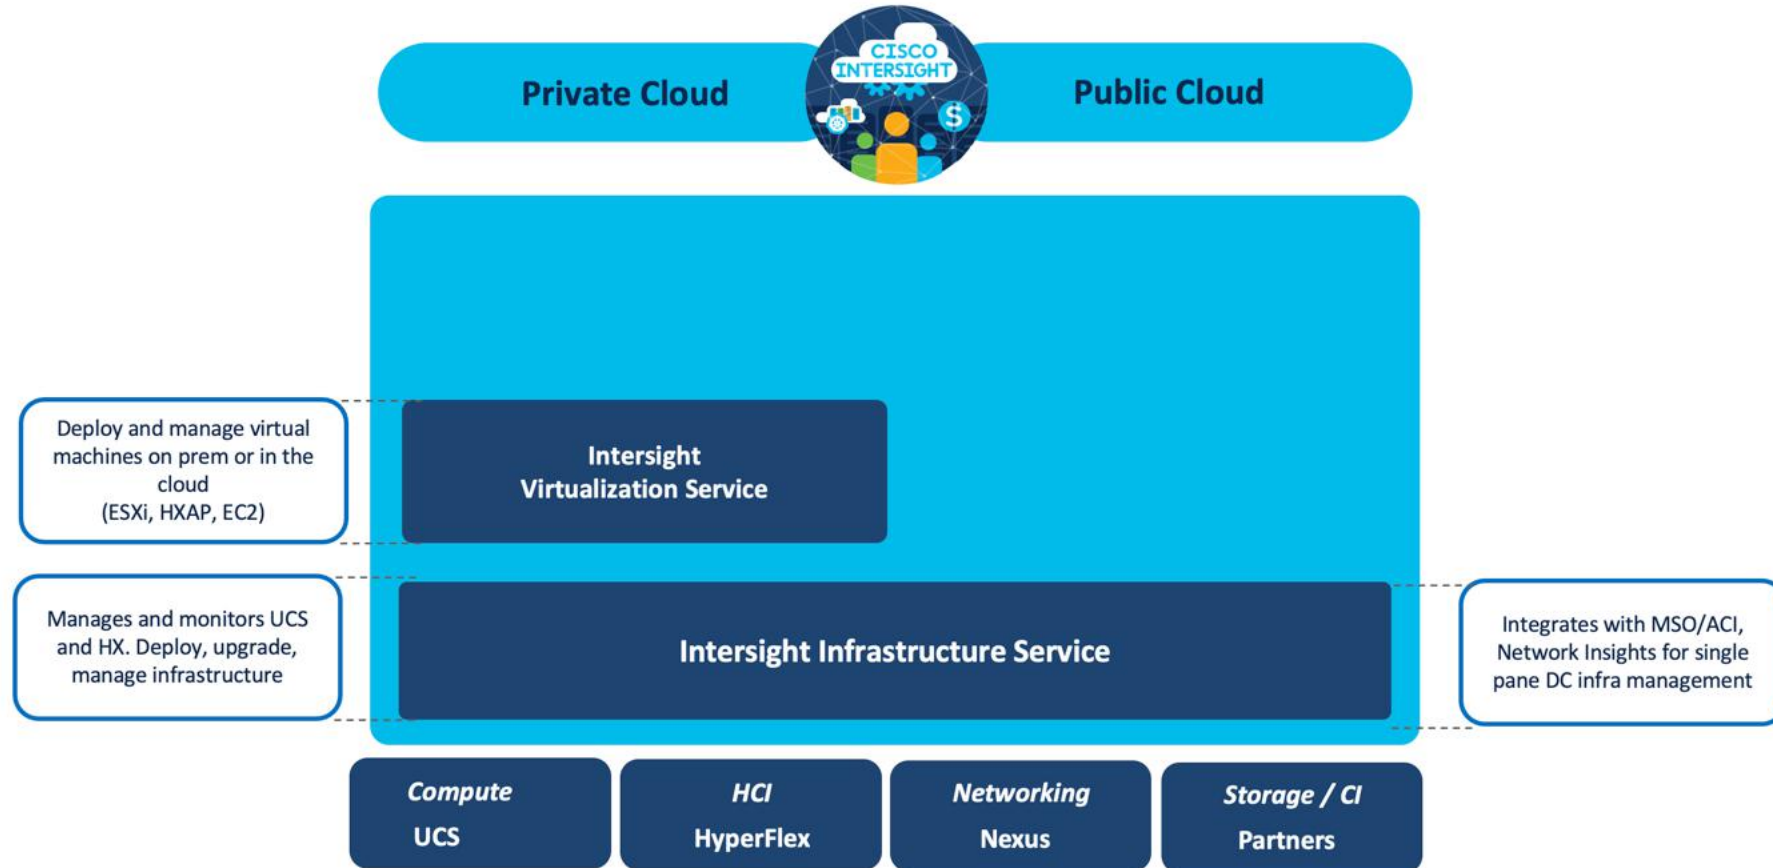 Private Cloud
CISCO
INTERSIGHT
$
Public Cloud
Deploy and manage virtual
machines on prem or in the
cloud
(ESXi, HXAP, EC2)
Intersight
Virtualization Service
Manages and monitors UCS
and HX. Deploy, upgrade,
manage infrastructure
Intersight Infrastructure Service
Integrates with MSO/ACI,
Network Insights for single
pane DC infra management
Compute
UCS
HCI
HyperFlex
Networking
Nexus
Storage / CI
Partners